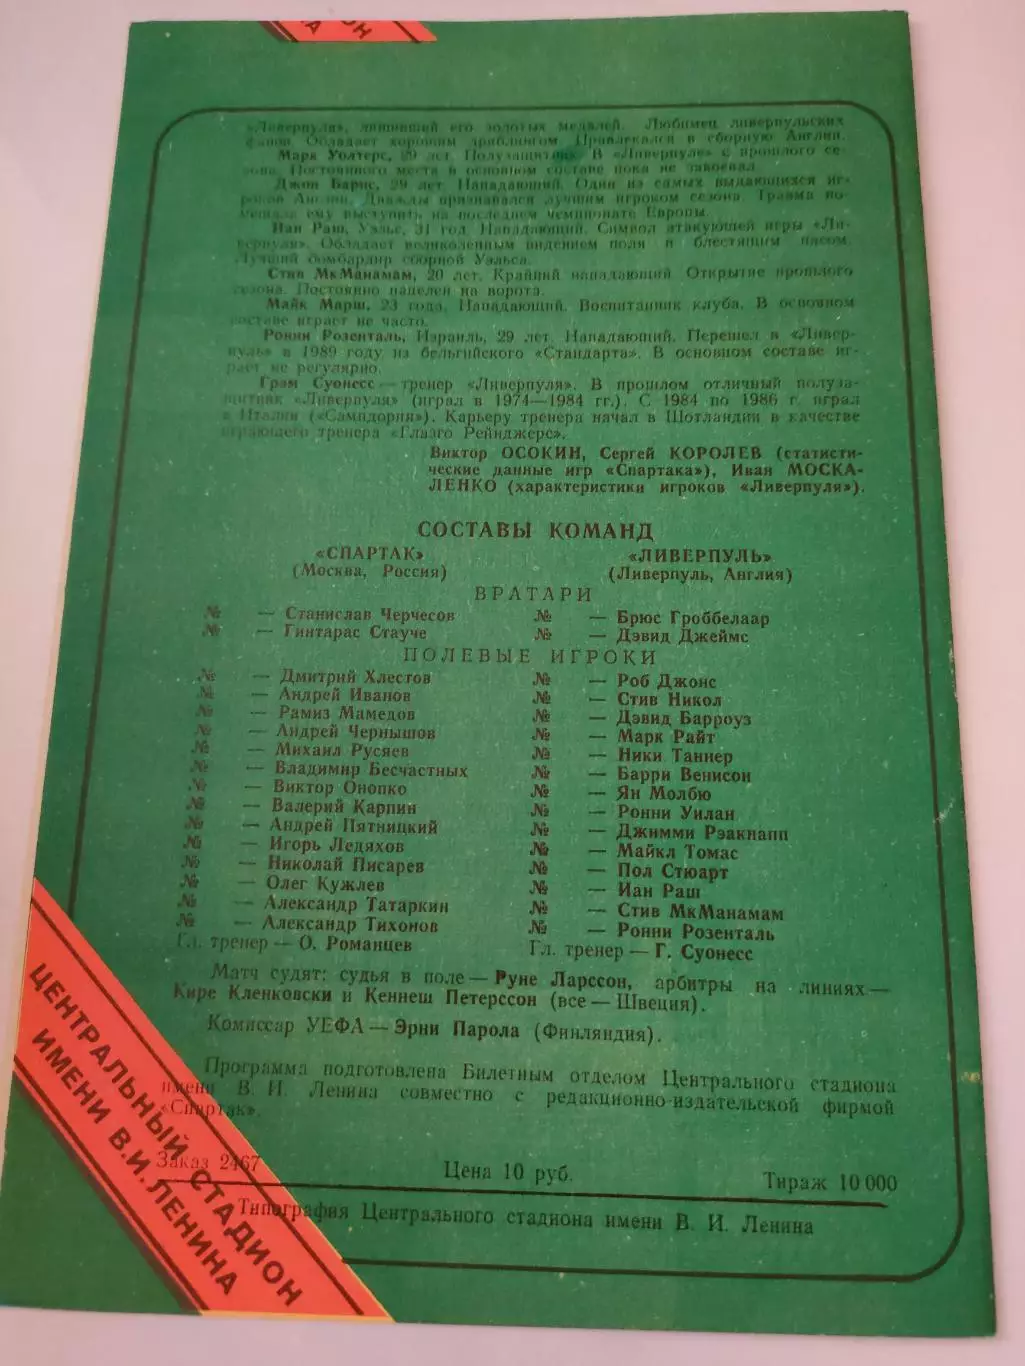 «Ливерпуля», лишивший его золотых медалей. Любимец ливерпульских
фанов. Обладает хорошим дриблингом. Привлекался в сборную Англии.
Марк Уолтерс, 29 лет. Полузащитник. В «Ливерпуле» с прошлого се-
зона. Постоянного места в основном составе пока не завоевал.
Джон Барнс, 29 лет. Нападающий. Один из самых выдающихся иг-
роков Англии. Дважды признавался лучшим игроком сезона. Травма по-
мешала ему выступить на последнем чемпионате Европы.
Иан Раш, Уэльс, 31 год. Нападающий. Символ атакующей игры «Ли-
верпуля». Обладает великолепным видением поля и блестящим пасом.
Лучший бомбардир сборной Уэльса.
Стив МкМанамам, 20 лет. Крайний нападающий. Открытие прошлого
сезона. Постоянно нацелен на ворота.
Майк Марш, 23 года. Нападающий. Воспитанник клуба. В основном
составе играет не часто.
Ронни Розенталь, Израиль, 29 лет. Нападающий. Перешел в «Ливер-
пуль» в 1989 году из бельгийского «Стандарта». В основном составе иг-
рает не регулярно.
Грэм Суонесс — тренер «Ливерпуля». В прошлом отличный полуза-
щитник «Ливерпуля» (играл в 1974—1984 гг.). С 1984 по 1986 г. играл
в Италии («Сампдория»). Карьеру тренера начал в Шотландии в качестве
играющего тренера «Глазго Рейнджерс».
Виктор ОСОКИН, Сергей КОРОЛЕВ (статисти-
ческие данные игр «Спартака»), Иван МОСКА-
ЛЕНКО (характеристики игроков «Ливерпуля»).
СОСТАВЫ КОМАНД
«СПАРТАК» «ЛИВЕРПУЛЬ»
(Москва, Россия) (Ливерпуль, Англия)
ВРАТАРИ
№ — Станислав Черчесов № — Брюс Гроббелаар
№ — Гинтарас Стауче № — Дэвид Джеймс
ПОЛЕВЫЕ ИГРОКИ
№ — Дмитрий Хлестов № — Роб Джонс
№ — Андрей Иванов № — Стив Никол
№ — Рамиз Мамедов № — Дэвид Барроуз
№ — Андрей Чернышов № — Марк Райт
№ — Михаил Русяев № — Ники Таннер
№ — Владимир Бесчастных № — Барри Венисон
№ — Виктор Онопко № — Ян Молбю
№ — Валерий Карпин № — Ронни Уилан
№ — Андрей Пятницкий № — Джимми Рэакнапп
№ — Игорь Ледяхов № — Майкл Томас
№ — Николай Писарев № — Пол Стюарт
№ — Олег Кужлев № — Иан Раш
№ — Александр Татаркин № — Стив МкМанамам
№ — Александр Тихонов № — Ронни Розенталь
Гл. тренер — О. Романцев Гл. тренер — Г. Суонесс
Матч судят: судья в поле — Руне Ларссон, арбитры на линиях —
Кире Кленковски и Кеннеш Петерссон (все — Швеция).
Комиссар УЕФА — Эрни Парола (Финляндия).
Программа подготовлена Билетным отделом Центрального стадиона
имени В. И. Ленина совместно с редакционно-издательской фирмой
«Спартак».
Заказ 2467 Цена 10 руб. Тираж 10 000
Типография Центрального стадиона имени В. И. Ленина
ЦЕНТРАЛЬНЫЙ СТАДИОН
ИМЕНИ В.И.ЛЕНИНА